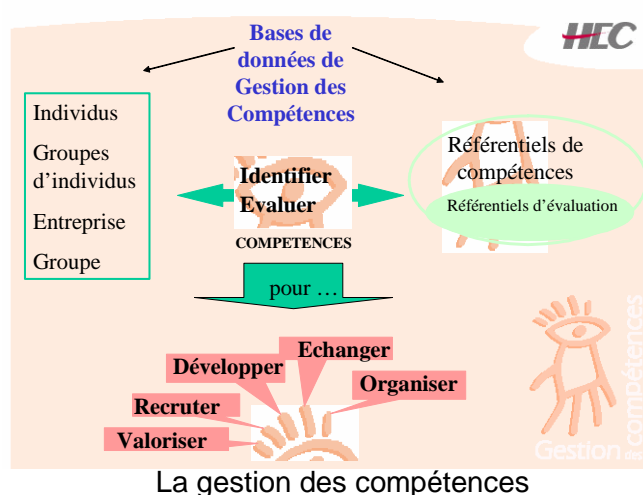 Bases de
données de
Gestion des
Compétences
HEC
Individus
Groupes
d’individus
Entreprise
Groupe
Identifier
Evaluer
COMPETENCES
Référentiels de
compétences
Référentiels d’évaluation
pour …
Echanger
Développer
Organiser
Recruter
Valoriser
Gestion des compétences
La gestion des compétences